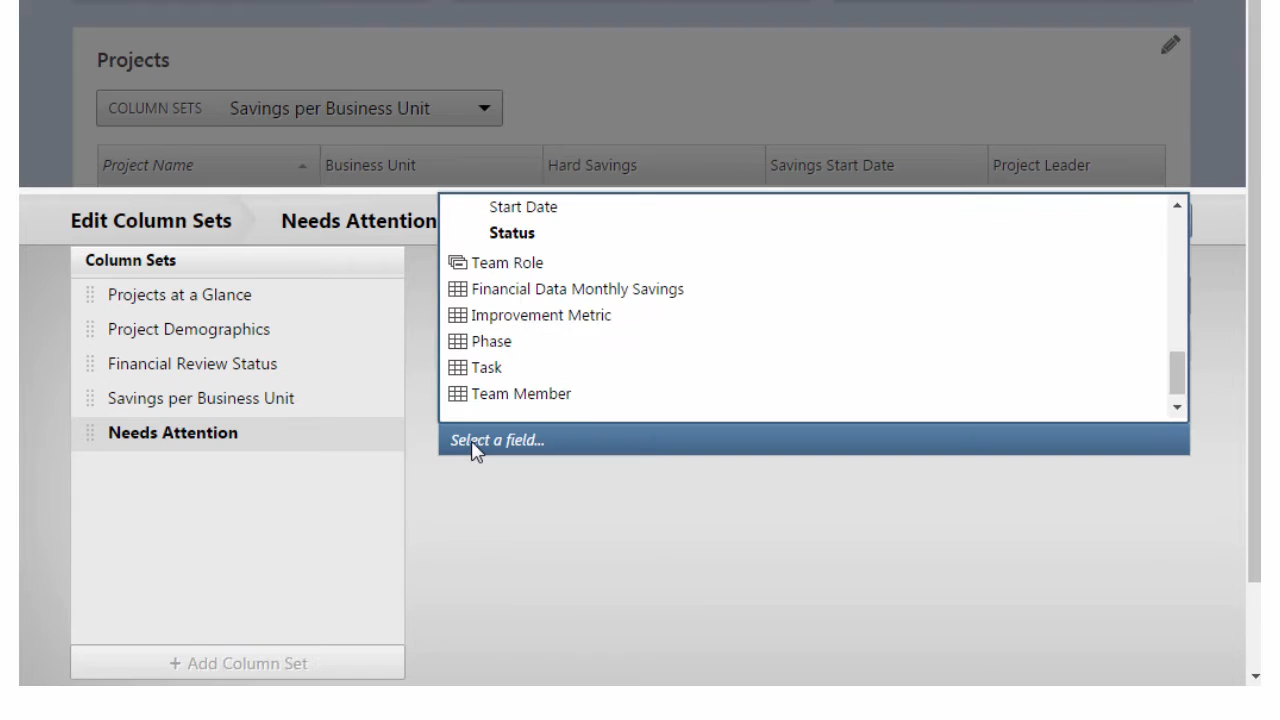 Projects
COLUMN SETS Savings per Business Unit
Project Name Business Unit Hard Savings Savings Start Date Project Leader
Edit Column Sets Needs Attention
Column Sets
Projects at a Glance
Project Demographics
Financial Review Status
Savings per Business Unit
Needs Attention
+ Add Column Set
Start Date
Status
Team Role
Financial Data Monthly Savings
Improvement Metric
Phase
Task
Team Member
Select a field...